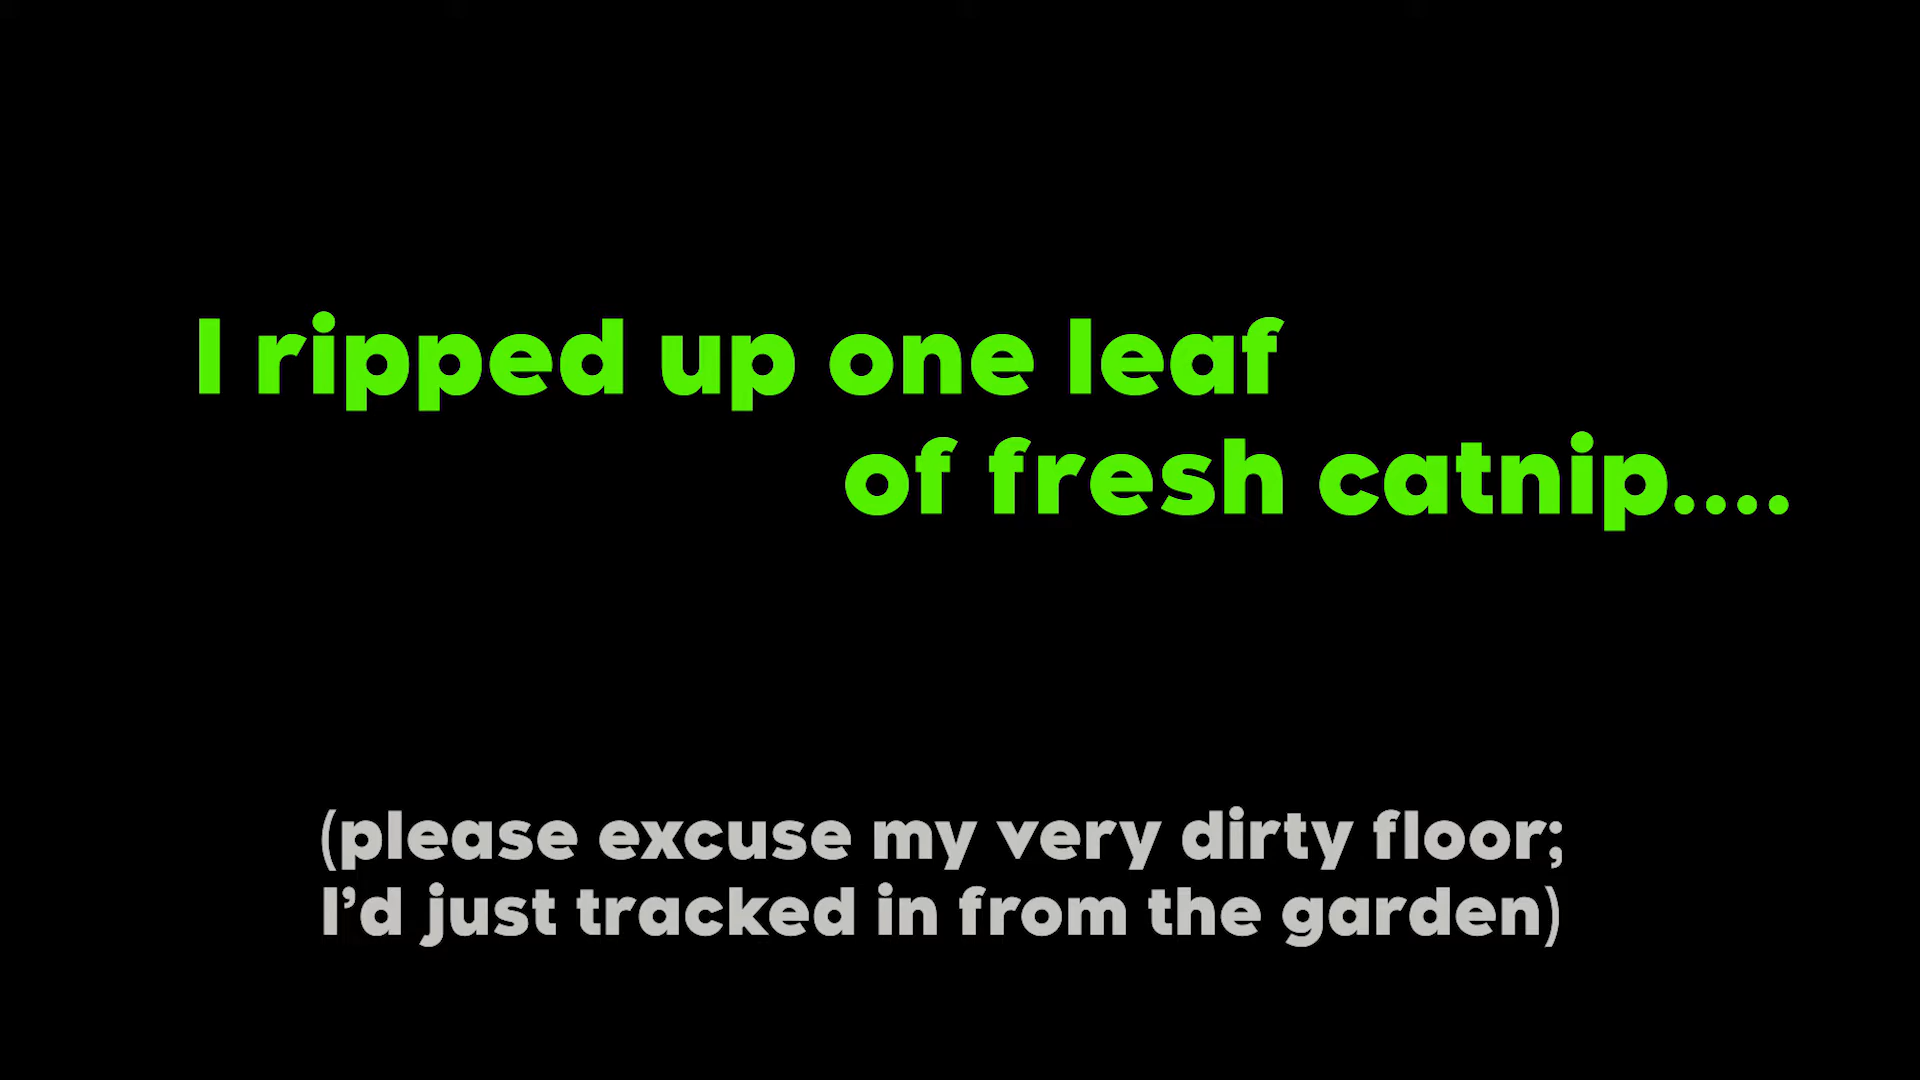 I ripped up one leaf
of fresh catnip....
(please excuse my very dirty floor;
I’d just tracked in from the garden)